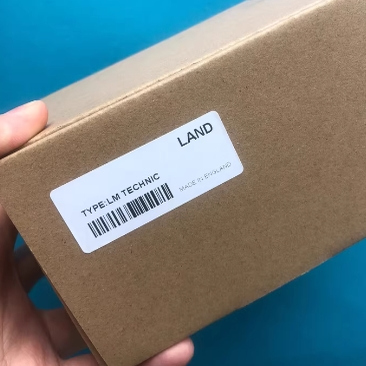 LAND
TYPE:LM TECHNIC
MADE IN ENGLAND